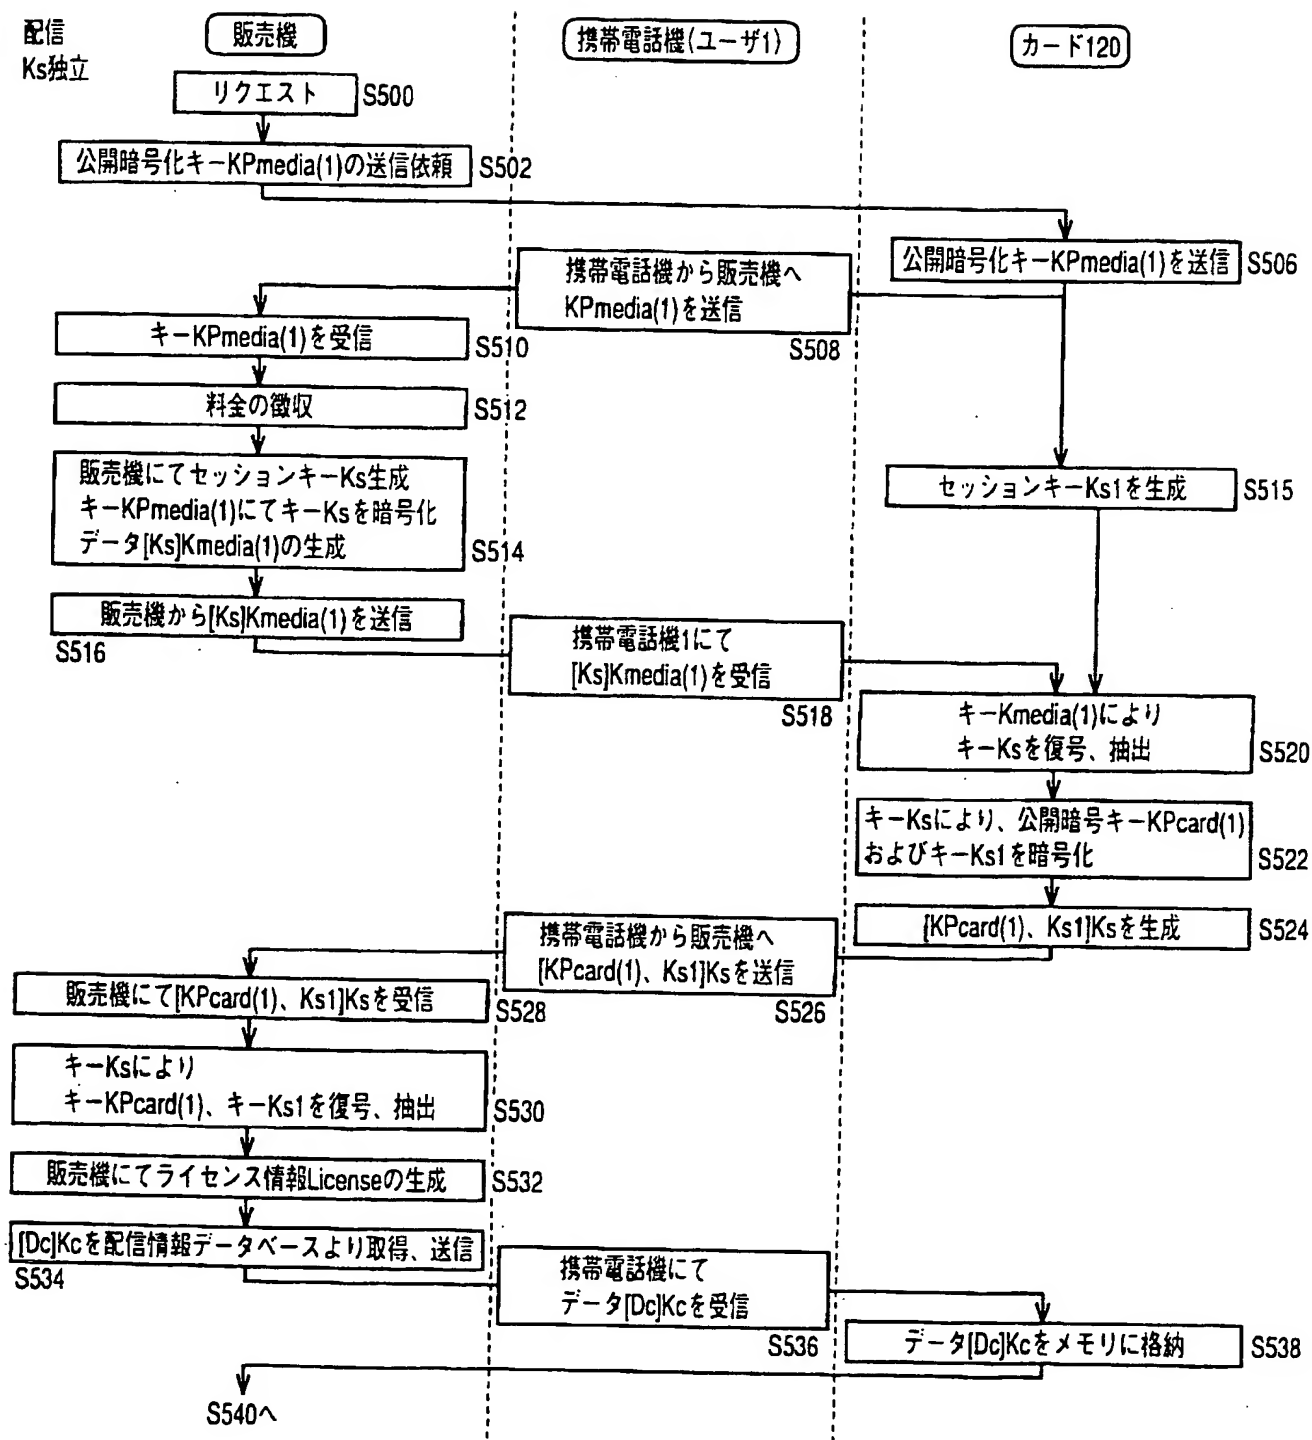 配信
Ks独立
販売機
携帯電話機(ユーザ1)
カード120
リクエスト
S500
公開暗号化キーKPmedia(1)の送信依頼
S502
公開暗号化キーKPmedia(1)を送信
S506
携帯電話機から販売機へ
KPmedia(1)を送信
S508
キーKPmedia(1)を受信
S510
料金の徴収
S512
販売機にてセッションキーKs生成
キーKPmedia(1)にてキーKsを暗号化
データ[Ks]Kmedia(1)の生成
S514
セッションキーKs1を生成
S515
販売機から[Ks]Kmedia(1)を送信
S516
携帯電話機1にて
[Ks]Kmedia(1)を受信
S518
キーKmedia(1)により
キーKsを復号、抽出
S520
キーKsにより、公開暗号キーKPcard(1)
およびキーKs1を暗号化
S522
[KPcard(1)、Ks1]Ksを生成
S524
携帯電話機から販売機へ
[KPcard(1)、Ks1]Ksを送信
S526
販売機にて[KPcard(1)、Ks1]Ksを受信
S528
キーKsにより
キーKPcard(1)、キーKs1を復号、抽出
S530
販売機にてライセンス情報Licenseの生成
S532
[Dc]Kcを配信情報データベースより取得、送信
S534
携帯電話機にて
データ[Dc]Kcを受信
S536
データ[Dc]Kcをメモリに格納
S538
S540へ